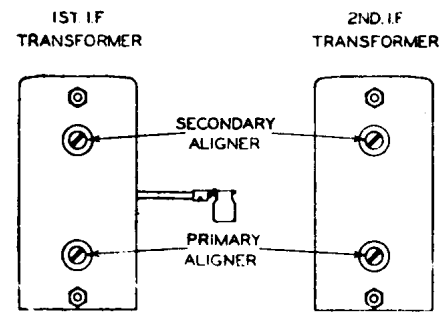 1ST. I.F
TRANSFORMER
2ND. I.F
TRANSFORMER
SECONDARY
ALIGNER
PRIMARY
ALIGNER